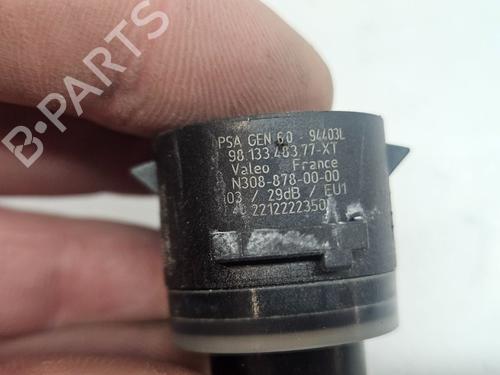 PSA GEN 6.0 - 94403L
98.133 483 77-XT
Valeo France
N308-878-00-00
03 / 29dB / EU1
2212222350
B-PARTS